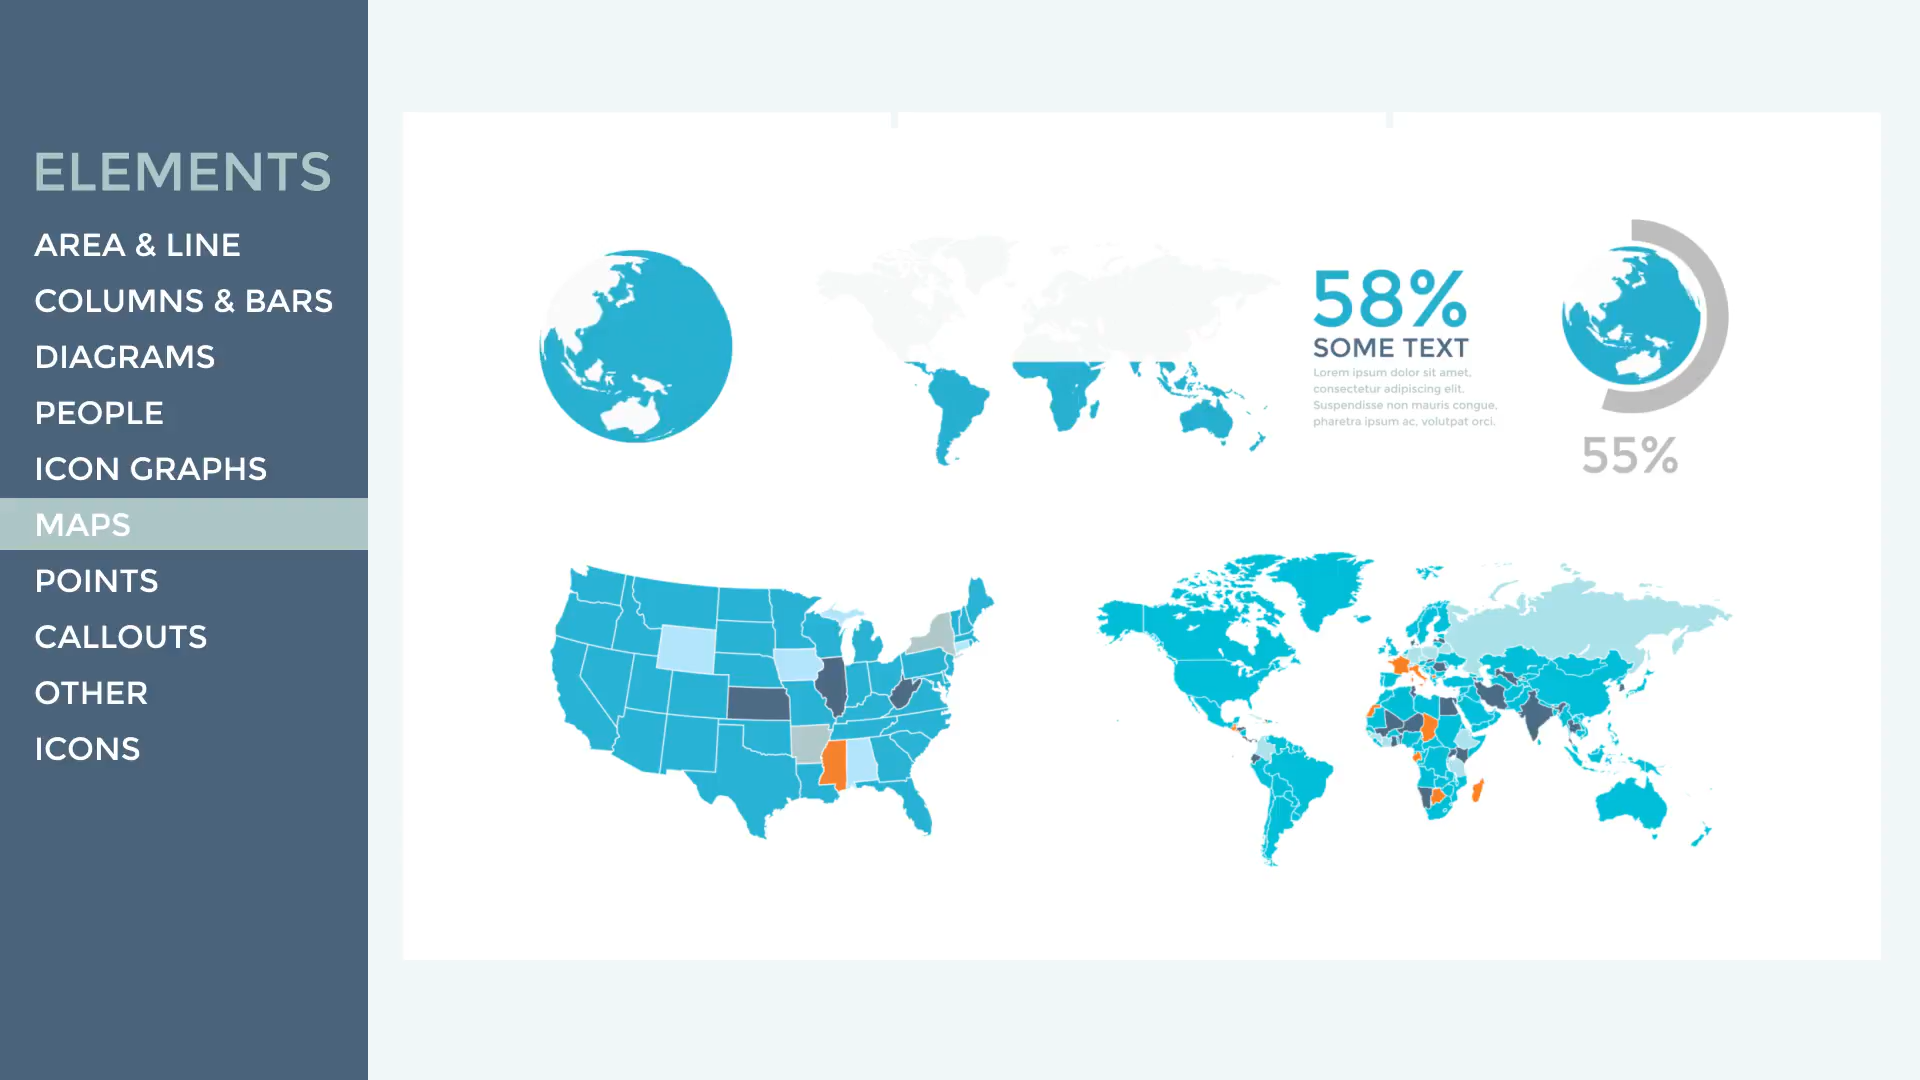 ELEMENTS
AREA & LINE
COLUMNS & BARS
DIAGRAMS
PEOPLE
ICON GRAPHS
MAPS
POINTS
CALLOUTS
OTHER
ICONS
58%
SOME TEXT
Lorem ipsum dolor sit amet,
consectetur adipiscing elit.
Suspendisse non mauris congue,
pharetra ipsum ac, volutpat orci.
55%